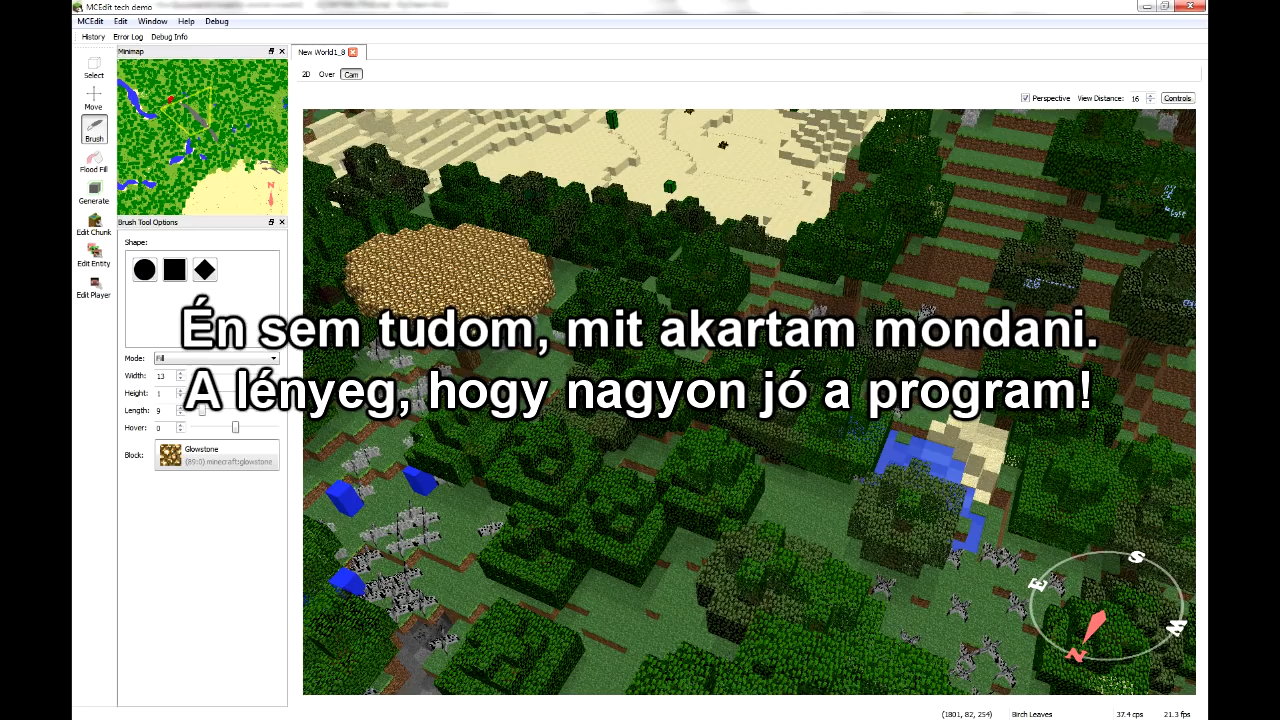 MCEdit tech demo
MCEdit Edit Window Help Debug
History Error Log Debug Info
Select
Move
Brush
Flood Fill
Generate
Edit Chunk
Edit Entity
Edit Player
Minimap
N
Brush Tool Options
Shape:
Mode: Fill
Width: 13
Height: 1
Length: 9
Hover: 0
Block: Glowstone
(89:0) minecraft:glowstone
New World1_8
2D Over Cam
Perspective View Distance: 16 Controls
Én sem tudom, mit akartam mondani.
A lényeg, hogy nagyon jó a program!
S
E
W
N
(1801, 82, 254) Birch Leaves 37.4 cps 21.3 fps